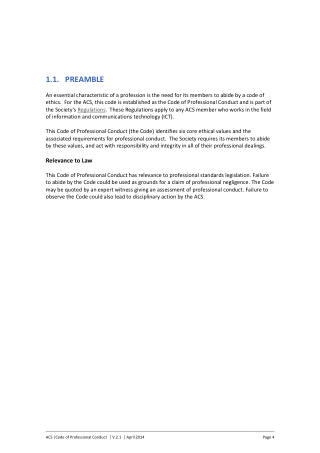 1.1. PREAMBLE
An essential characteristic of a profession is the need for its members to abide by a code of
ethics. For the ACS, this code is established as the Code of Professional Conduct and is part of
the Society's Regulations. These Regulations apply to any ACS member who works in the field
of information and communications technology (ICT).
This Code of Professional Conduct (the Code) identifies six core ethical values and the
associated requirements for professional conduct. The Society requires its members to abide
by these values, and act with responsibility and integrity in all of their professional dealings.
Relevance to Law
This Code of Professional Conduct has relevance to professional standards legislation. Failure
to abide by the Code could be used as grounds for a claim of professional negligence. The Code
may be quoted by an expert witness giving an assessment of professional conduct. Failure to
observe the Code could also lead to disciplinary action by the ACS.
ACS |Code of Professional Conduct | V.2.1 | April 2014 Page 4